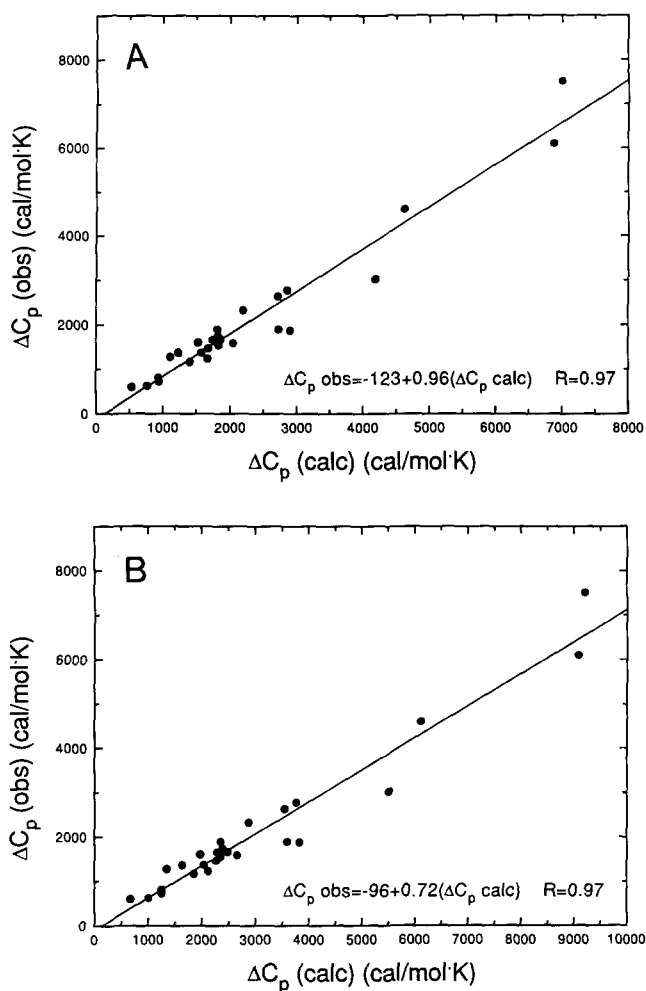 A
8000
6000
4000
2000
0
ΔCp (obs) (cal/mol·K)
ΔCp obs=-123+0.96(ΔCp calc) R=0.97
0 1000 2000 3000 4000 5000 6000 7000 8000
ΔCp (calc) (cal/mol·K)
B
8000
6000
4000
2000
0
ΔCp (obs) (cal/mol·K)
ΔCp obs=-96+0.72(ΔCp calc) R=0.97
0 1000 2000 3000 4000 5000 6000 7000 8000 9000 10000
ΔCp (calc) (cal/mol·K)